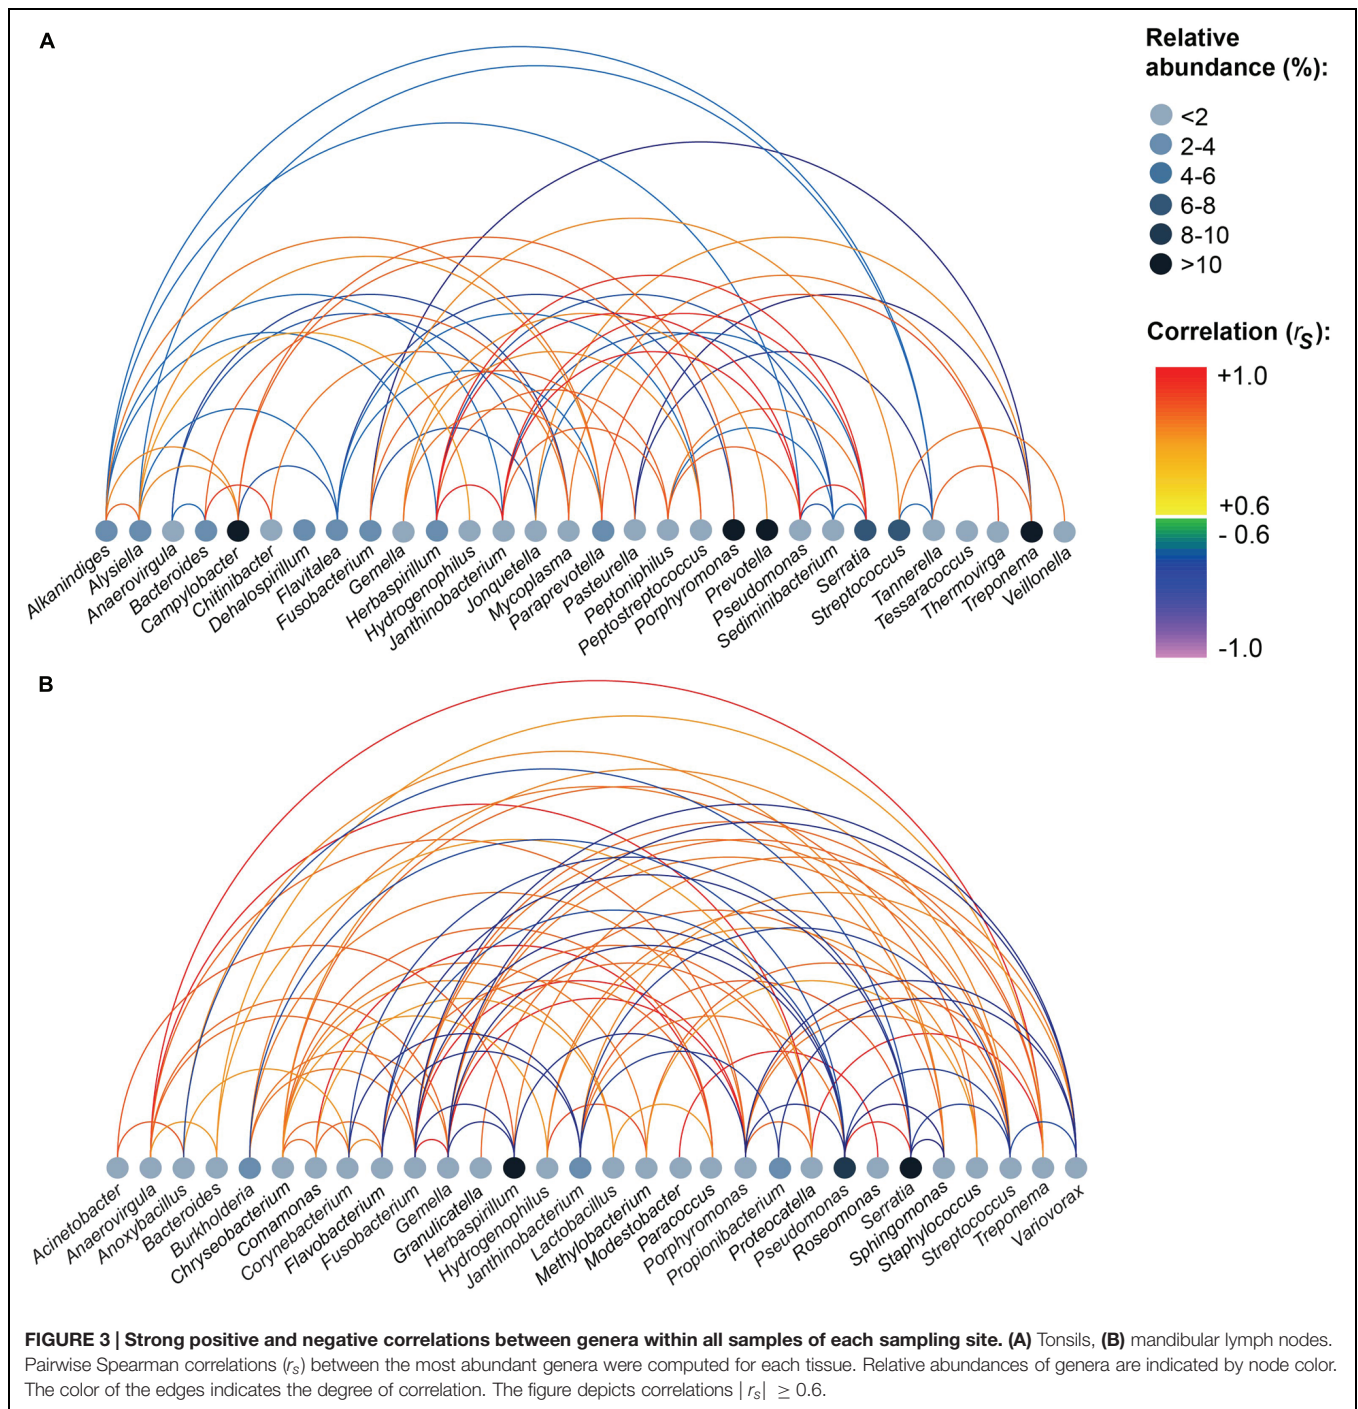 A
Relative
abundance (%):
<2
2-4
4-6
6-8
8-10
>10
Correlation (rS):
+1.0
+0.6
- 0.6
-1.0
Alkanindiges
Alysiella
Anaerovirgula
Bacteroides
Campylobacter
Chitinibacter
Dehalospirillum
Flavitalea
Fusobacterium
Gemella
Herbaspirillum
Hydrogenophilus
Janthinobacterium
Jonquetella
Mycoplasma
Paraprevotella
Pasteurella
Peptoniphilus
Peptostreptococcus
Porphyromonas
Prevotella
Pseudomonas
Sediminibacterium
Serratia
Streptococcus
Tannerella
Tessaracoccus
Thermovirga
Treponema
Veillonella
B
Acinetobacter
Anaerovirgula
Anoxybacillus
Bacteroides
Burkholderia
Chryseobacterium
Comamonas
Corynebacterium
Flavobacterium
Fusobacterium
Gemella
Granulicatella
Herbaspirillum
Hydrogenophilus
Janthinobacterium
Lactobacillus
Methylobacterium
Modestobacter
Paracoccus
Porphyromonas
Propionibacterium
Proteocatella
Pseudomonas
Roseomonas
Serratia
Sphingomonas
Staphylococcus
Streptococcus
Treponema
Variovorax
FIGURE 3 | Strong positive and negative correlations between genera within all samples of each sampling site. (A) Tonsils, (B) mandibular lymph nodes.
Pairwise Spearman correlations (rs) between the most abundant genera were computed for each tissue. Relative abundances of genera are indicated by node color.
The color of the edges indicates the degree of correlation. The figure depicts correlations | rs| ≥ 0.6.